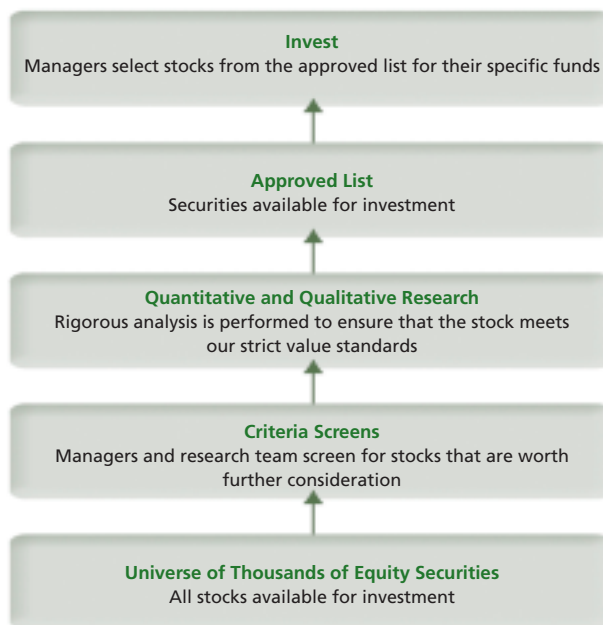 Invest
Managers select stocks from the approved list for their specific funds
Approved List
Securities available for investment
Quantitative and Qualitative Research
Rigorous analysis is performed to ensure that the stock meets
our strict value standards
Criteria Screens
Managers and research team screen for stocks that are worth
further consideration
Universe of Thousands of Equity Securities
All stocks available for investment